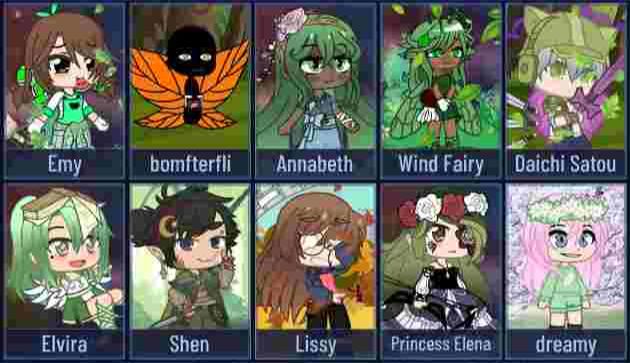 Emy
bomfterfli
Annabeth
Wind Fairy
Daichi Satou
Elvira
Shen
Lissy
Princess Elena
dreamy